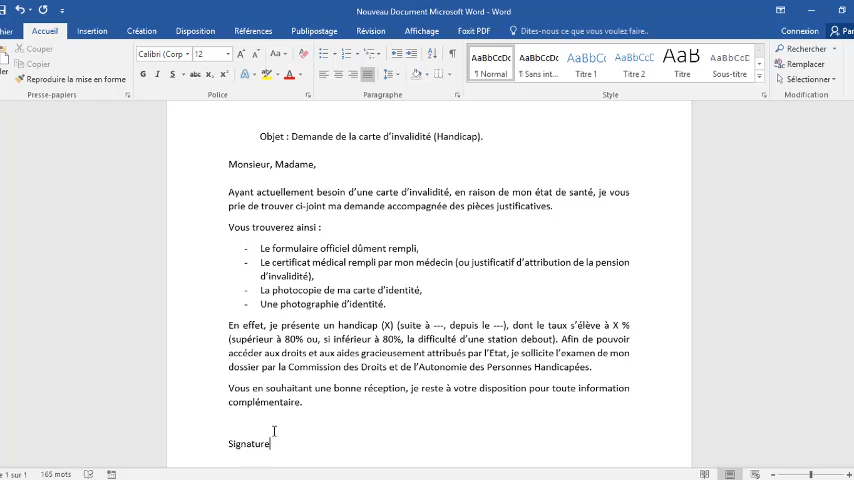 Nouveau Document Microsoft Word - Word
Accueil Insertion Création Disposition Références Publipostage Révision Affichage Foxit PDF Dites-nous ce que vous voulez faire.. Connexion
Couper
Copier
Reproduire la mise en forme
Presse-papiers
Calibri (Corp 12
A A Aa
G I S abc x₂ x² A A
Police
Paragraphe
AaBbCcDc AaBbCcDc AaBbCc AaBbCcD AaB AaBbCcC
¶ Normal ¶ Sans int... Titre 1 Titre 2 Titre Sous-titre
Style
Rechercher
Remplacer
Sélectionner
Modification
Objet : Demande de la carte d'invalidité (Handicap).
Monsieur, Madame,
Ayant actuellement besoin d'une carte d'invalidité, en raison de mon état de santé, je vous
prie de trouver ci-joint ma demande accompagnée des pièces justificatives.
Vous trouverez ainsi :
- Le formulaire officiel dûment rempli,
- Le certificat médical rempli par mon médecin (ou justificatif d'attribution de la pension
d'invalidité),
- La photocopie de ma carte d'identité,
- Une photographie d'identité.
En effet, je présente un handicap (X) (suite à ---, depuis le ---), dont le taux s'élève à X %
(supérieur à 80% ou, si inférieur à 80%, la difficulté d'une station debout). Afin de pouvoir
accéder aux droits et aux aides gracieusement attribués par l'Etat, je sollicite l'examen de mon
dossier par la Commission des Droits et de l'Autonomie des Personnes Handicapées.
Vous en souhaitant une bonne réception, je reste à votre disposition pour toute information
complémentaire.
Signature
1 sur 1 165 mots